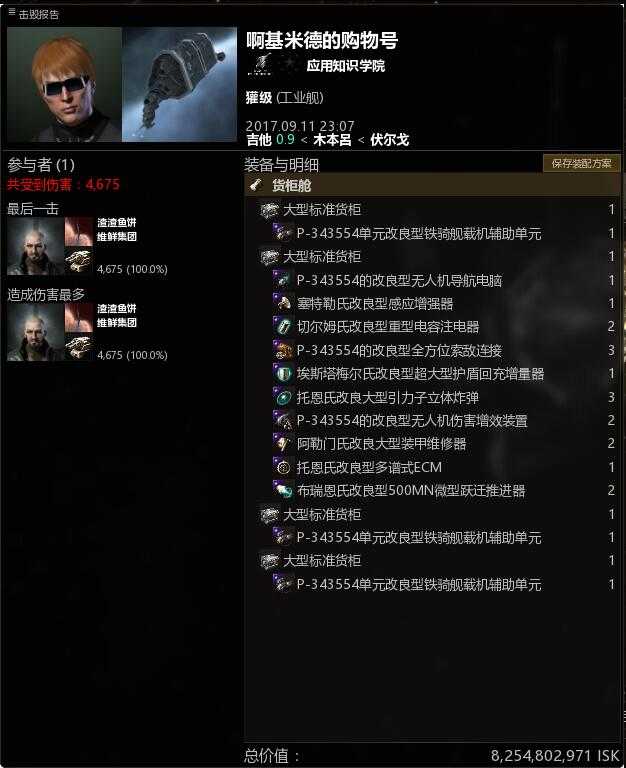 击毁报告
啊基米德的购物号
应用知识学院
獾级 (工业舰)
2017.09.11 23:07
吉他 0.9 < 木本吕 < 伏尔戈
参与者 (1)
共受到伤害：4,675
最后一击
渣渣鱼饼
维鲜集团
4,675 (100.0%)
造成伤害最多
渣渣鱼饼
维鲜集团
4,675 (100.0%)
装备与明细
保存装配方案
货柜舱
大型标准货柜 1
P-343554单元改良型铁骑舰载机辅助单元 1
大型标准货柜 1
P-343554的改良型无人机导航电脑 1
塞特勒氏改良型感应增强器 1
切尔姆氏改良型重型电容注电器 2
P-343554的改良型全方位索敌连接 3
埃斯塔梅尔氏改良型超大型护盾回充增量器 1
托恩氏改良大型引力子立体炸弹 3
P-343554的改良型无人机伤害增效装置 2
阿勒门氏改良大型装甲维修器 2
托恩氏改良型多谱式ECM 1
布瑞恩氏改良型500MN微型跃迁推进器 2
大型标准货柜 1
P-343554单元改良型铁骑舰载机辅助单元 1
大型标准货柜 1
P-343554单元改良型铁骑舰载机辅助单元 1
总价值： 8,254,802,971 ISK